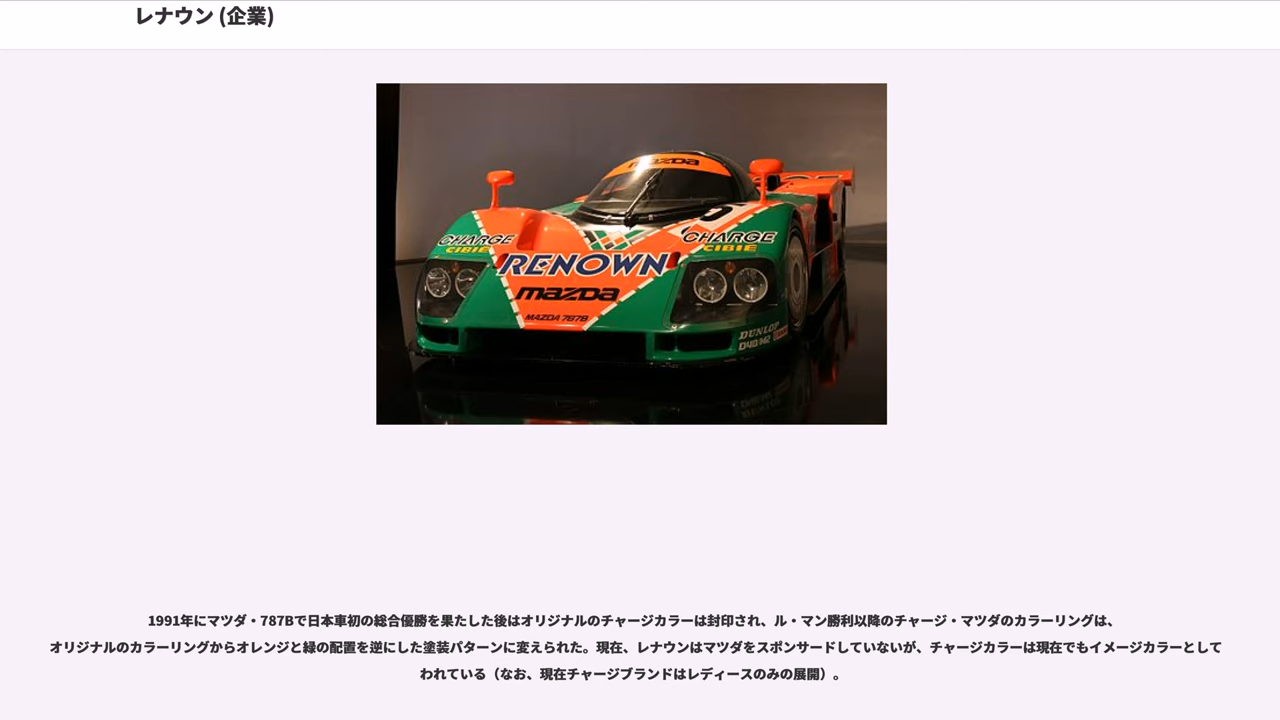 レナウン (企業)
MAZDA
CHARGE
CIBIE
CHARGE
CIBIE
RENOWN
MAZDA
MAZDA 787B
DUNLOP
1991年にマツダ・787Bで日本車初の総合優勝を果たした後はオリジナルのチャージカラーは封印され、ル・マン勝利以降のチャージ・マツダのカラーリングは、
オリジナルのカラーリングからオレンジと緑の配置を逆にした塗装パターンに変えられた。現在、レナウンはマツダをスポンサードしていないが、チャージカラーは現在でもイメージカラーとして
われている（なお、現在チャージブランドはレディースのみの展開）。